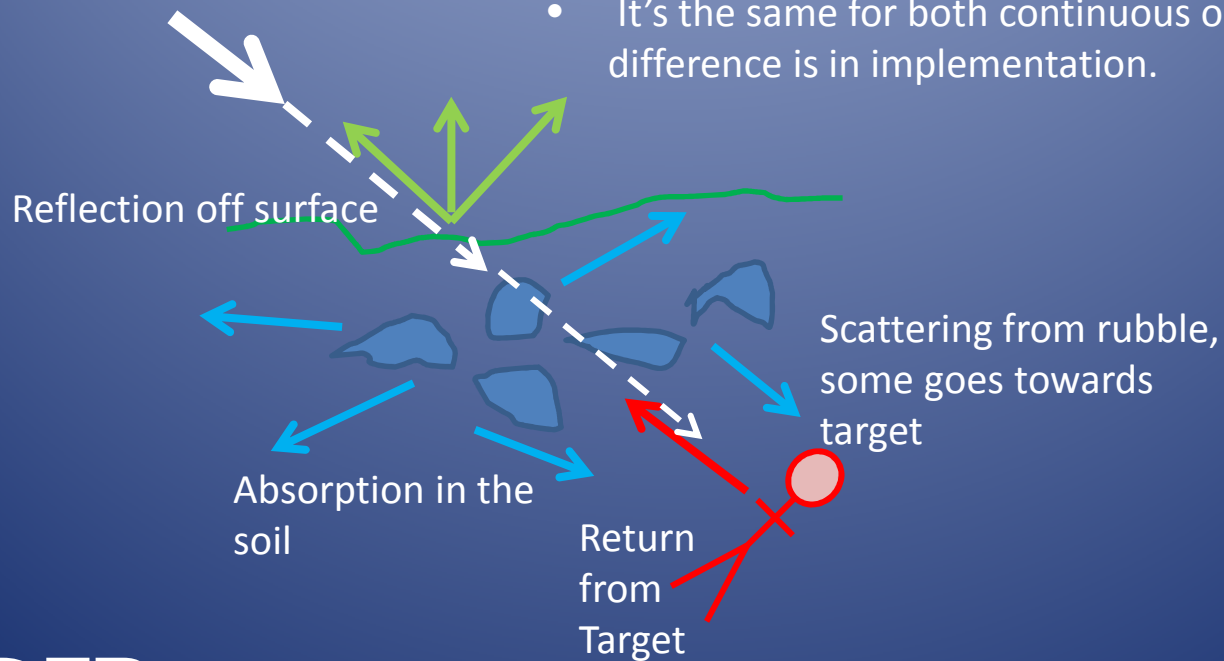 • It's the same for both continuous o
difference is in implementation.
Reflection off surface
Scattering from rubble,
some goes towards
target
Absorption in the
soil
Return
from
Target